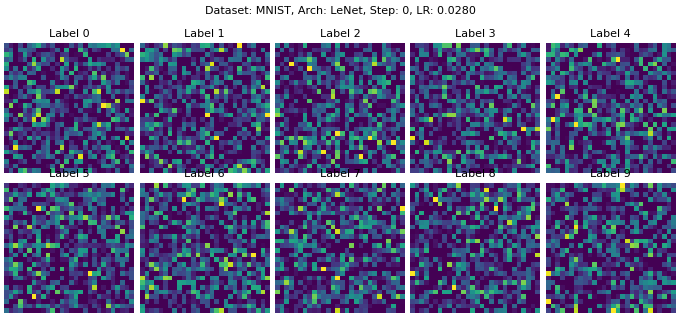 Dataset: MNIST, Arch: LeNet, Step: 0, LR: 0.0280
Label 0
Label 1
Label 2
Label 3
Label 4
Label 5
Label 6
Label 7
Label 8
Label 9